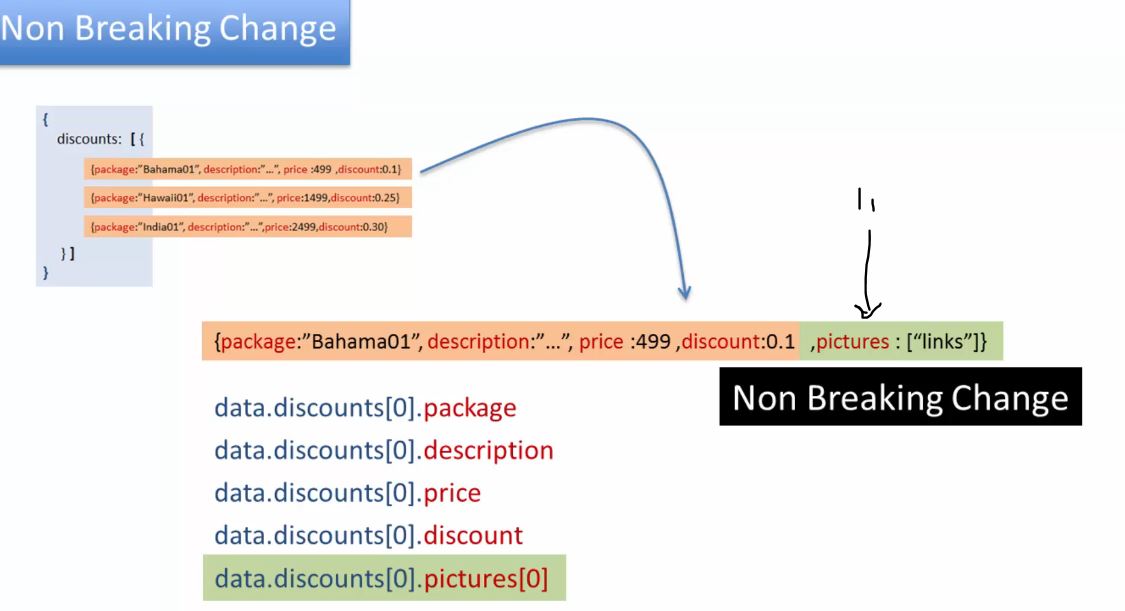 Non Breaking Change
{
discounts: [ {
{package:”Bahama01”, description:”...”, price :499 ,discount:0.1}
{package:”Hawaii01”, description:”...”, price:1499,discount:0.25}
{package:”India01”, description:”...”,price:2499,discount:0.30}
} ]
}
{package:”Bahama01”, description:”...”, price :499 ,discount:0.1 ,pictures : [“links”]}
Non Breaking Change
data.discounts[0].package
data.discounts[0].description
data.discounts[0].price
data.discounts[0].discount
data.discounts[0].pictures[0]